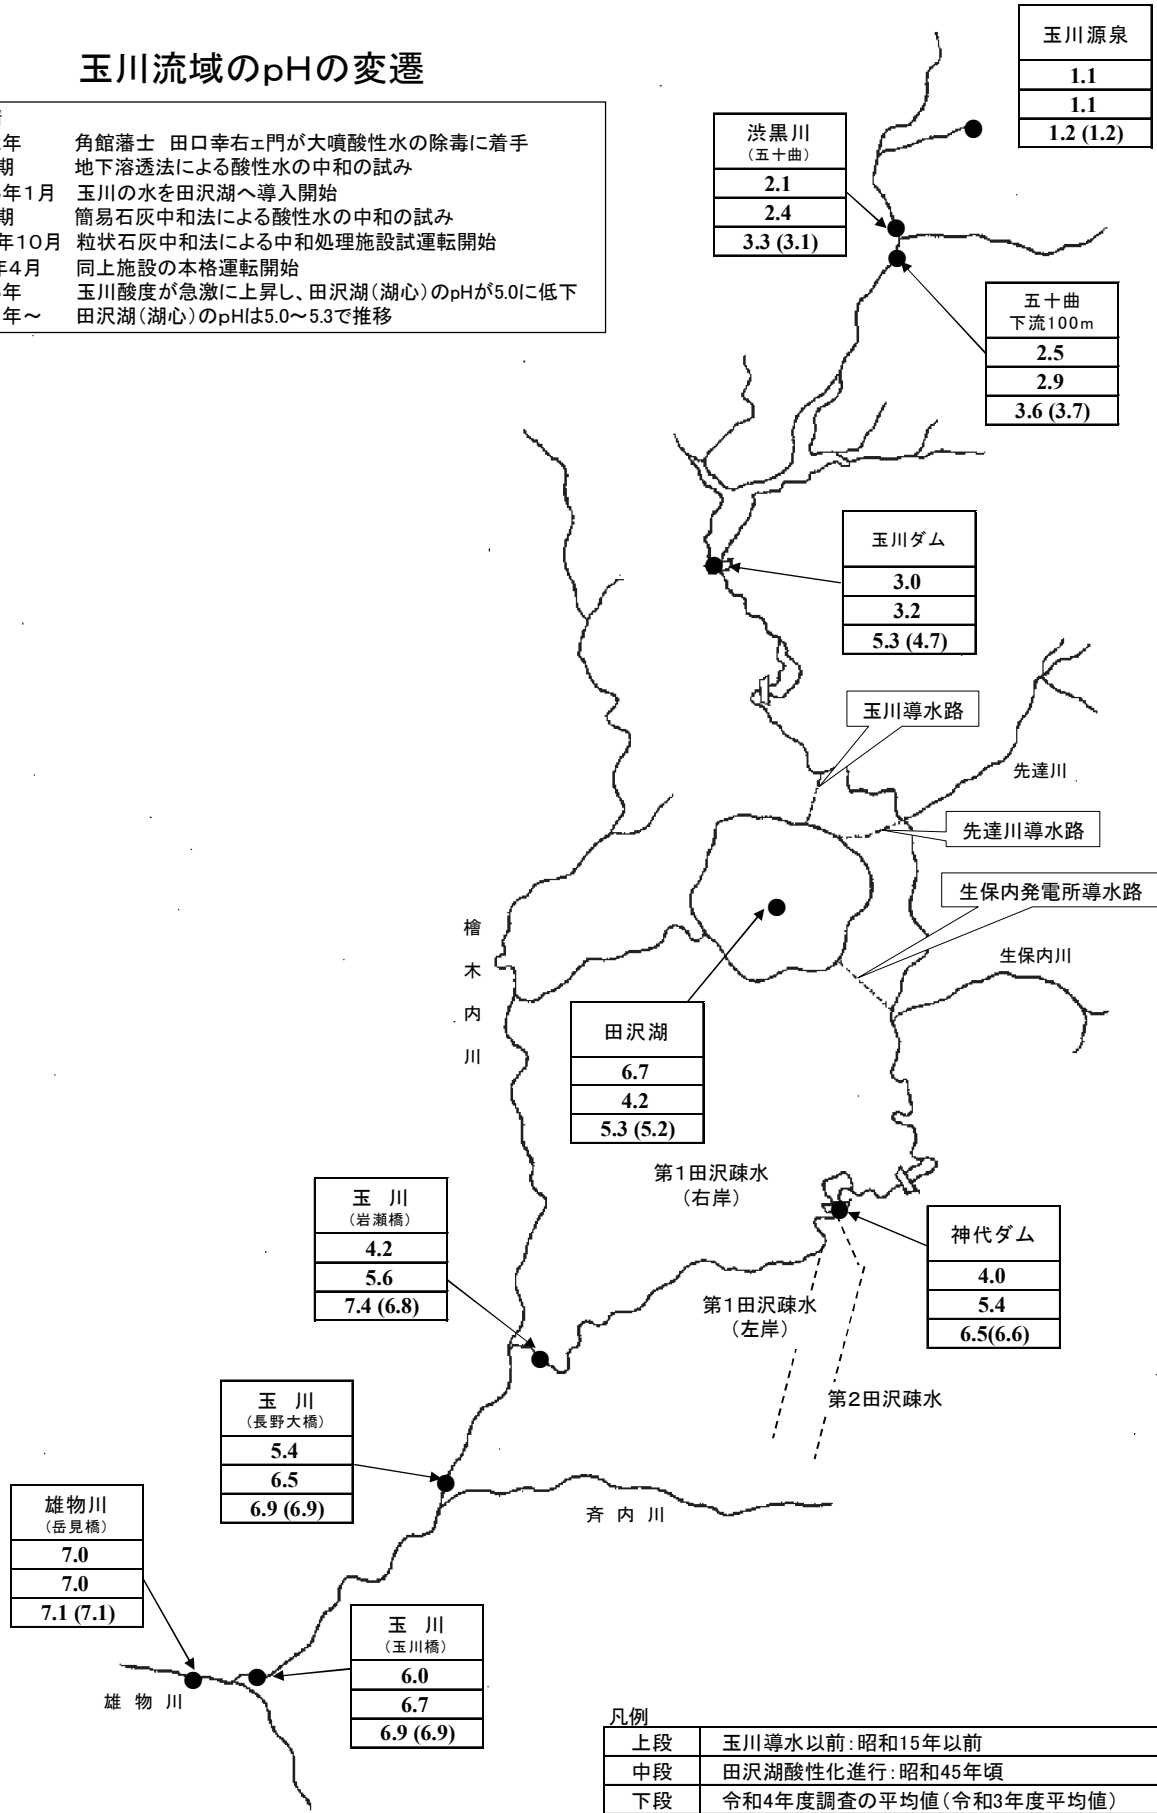 玉川流域のpHの変遷
年 角館藩士 田口幸右ェ門が大噴酸性水の除毒に着手
期 地下溶透法による酸性水の中和の試み
年1月 玉川の水を田沢湖へ導入開始
期 簡易石灰中和法による酸性水の中和の試み
年10月 粒状石灰中和法による中和処理施設試運転開始
年4月 同上施設の本格運転開始
年 玉川酸度が急激に上昇し、田沢湖(湖心)のpHが5.0に低下
年～ 田沢湖(湖心)のpHは5.0～5.3で推移
玉川源泉
1.1
1.1
1.2 (1.2)
渋黒川
(五十曲)
2.1
2.4
3.3 (3.1)
五十曲
下流100m
2.5
2.9
3.6 (3.7)
玉川ダム
3.0
3.2
5.3 (4.7)
玉川導水路
先達川
先達川導水路
生保内発電所導水路
生保内川
檜木内川
田沢湖
6.7
4.2
5.3 (5.2)
第1田沢疎水
(右岸)
玉 川
(岩瀬橋)
4.2
5.6
7.4 (6.8)
神代ダム
4.0
5.4
6.5(6.6)
第1田沢疎水
(左岸)
第2田沢疎水
玉 川
(長野大橋)
5.4
6.5
6.9 (6.9)
斉 内 川
雄物川
(岳見橋)
7.0
7.0
7.1 (7.1)
玉 川
(玉川橋)
6.0
6.7
6.9 (6.9)
雄 物 川
凡例
上段 玉川導水以前:昭和15年以前
中段 田沢湖酸性化進行:昭和45年頃
下段 令和4年度調査の平均値(令和3年度平均値)